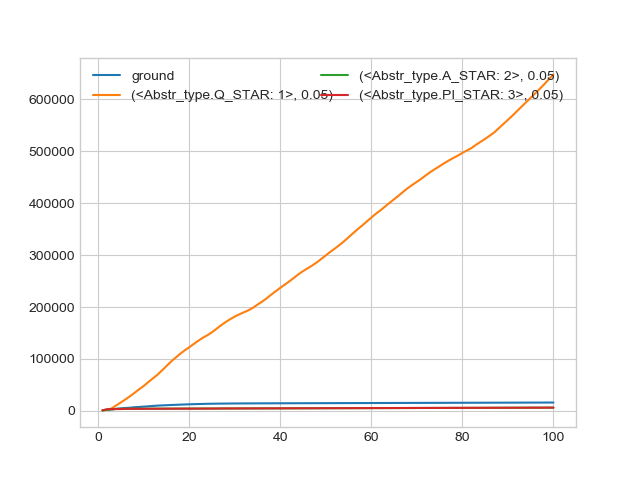 ground
(<Abstr_type.Q_STAR: 1>, 0.05)
(<Abstr_type.A_STAR: 2>, 0.05)
(<Abstr_type.PI_STAR: 3>, 0.05)
600000
500000
400000
300000
200000
100000
0
0 20 40 60 80 100